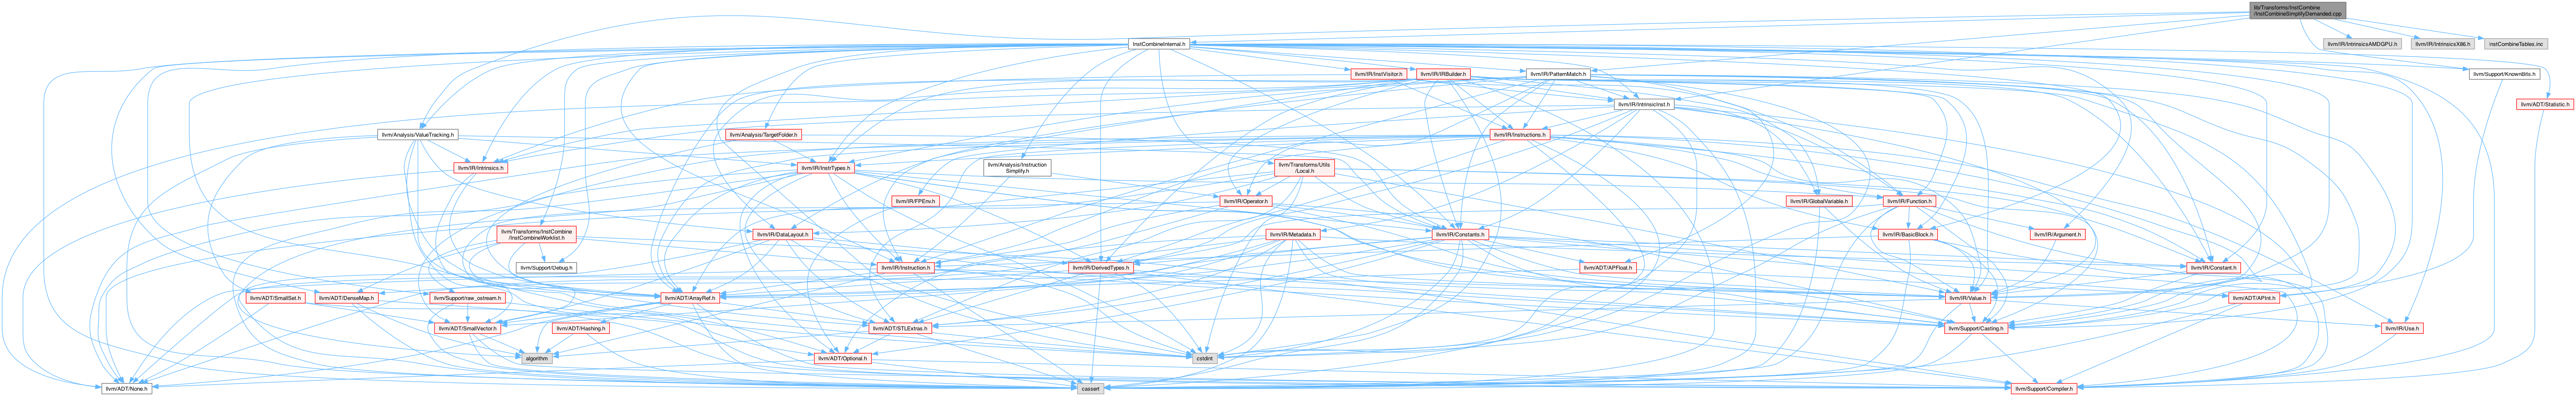 lib/Transforms/InstCombine
/InstCombineSimplifyDemanded.cpp
InstCombineInternal.h
llvm/IR/IntrinsicsAMDGPU.h
llvm/IR/IntrinsicsX86.h
InstCombineTables.inc
llvm/IR/InstVisitor.h
llvm/IR/IRBuilder.h
llvm/IR/PatternMatch.h
llvm/Support/KnownBits.h
llvm/IR/IntrinsicInst.h
llvm/ADT/Statistic.h
llvm/Analysis/ValueTracking.h
llvm/Analysis/TargetFolder.h
llvm/IR/Instructions.h
llvm/IR/Intrinsics.h
llvm/IR/InstrTypes.h
llvm/Analysis/Instruction
Simplify.h
llvm/Transforms/Utils
/Local.h
llvm/IR/FPEnv.h
llvm/IR/Operator.h
llvm/IR/GlobalVariable.h
llvm/IR/Function.h
llvm/Transforms/InstCombine
/InstCombineWorklist.h
llvm/IR/DataLayout.h
llvm/IR/Metadata.h
llvm/IR/Constants.h
llvm/IR/BasicBlock.h
llvm/IR/Argument.h
llvm/Support/Debug.h
llvm/IR/Instruction.h
llvm/IR/DerivedTypes.h
llvm/ADT/APFloat.h
llvm/IR/Constant.h
llvm/ADT/SmallSet.h
llvm/ADT/DenseMap.h
llvm/Support/raw_ostream.h
llvm/ADT/ArrayRef.h
llvm/IR/Value.h
llvm/ADT/APInt.h
llvm/ADT/SmallVector.h
llvm/ADT/Hashing.h
llvm/ADT/STLExtras.h
llvm/Support/Casting.h
llvm/IR/Use.h
algorithm
llvm/ADT/Optional.h
cstdint
llvm/ADT/None.h
cassert
llvm/Support/Compiler.h